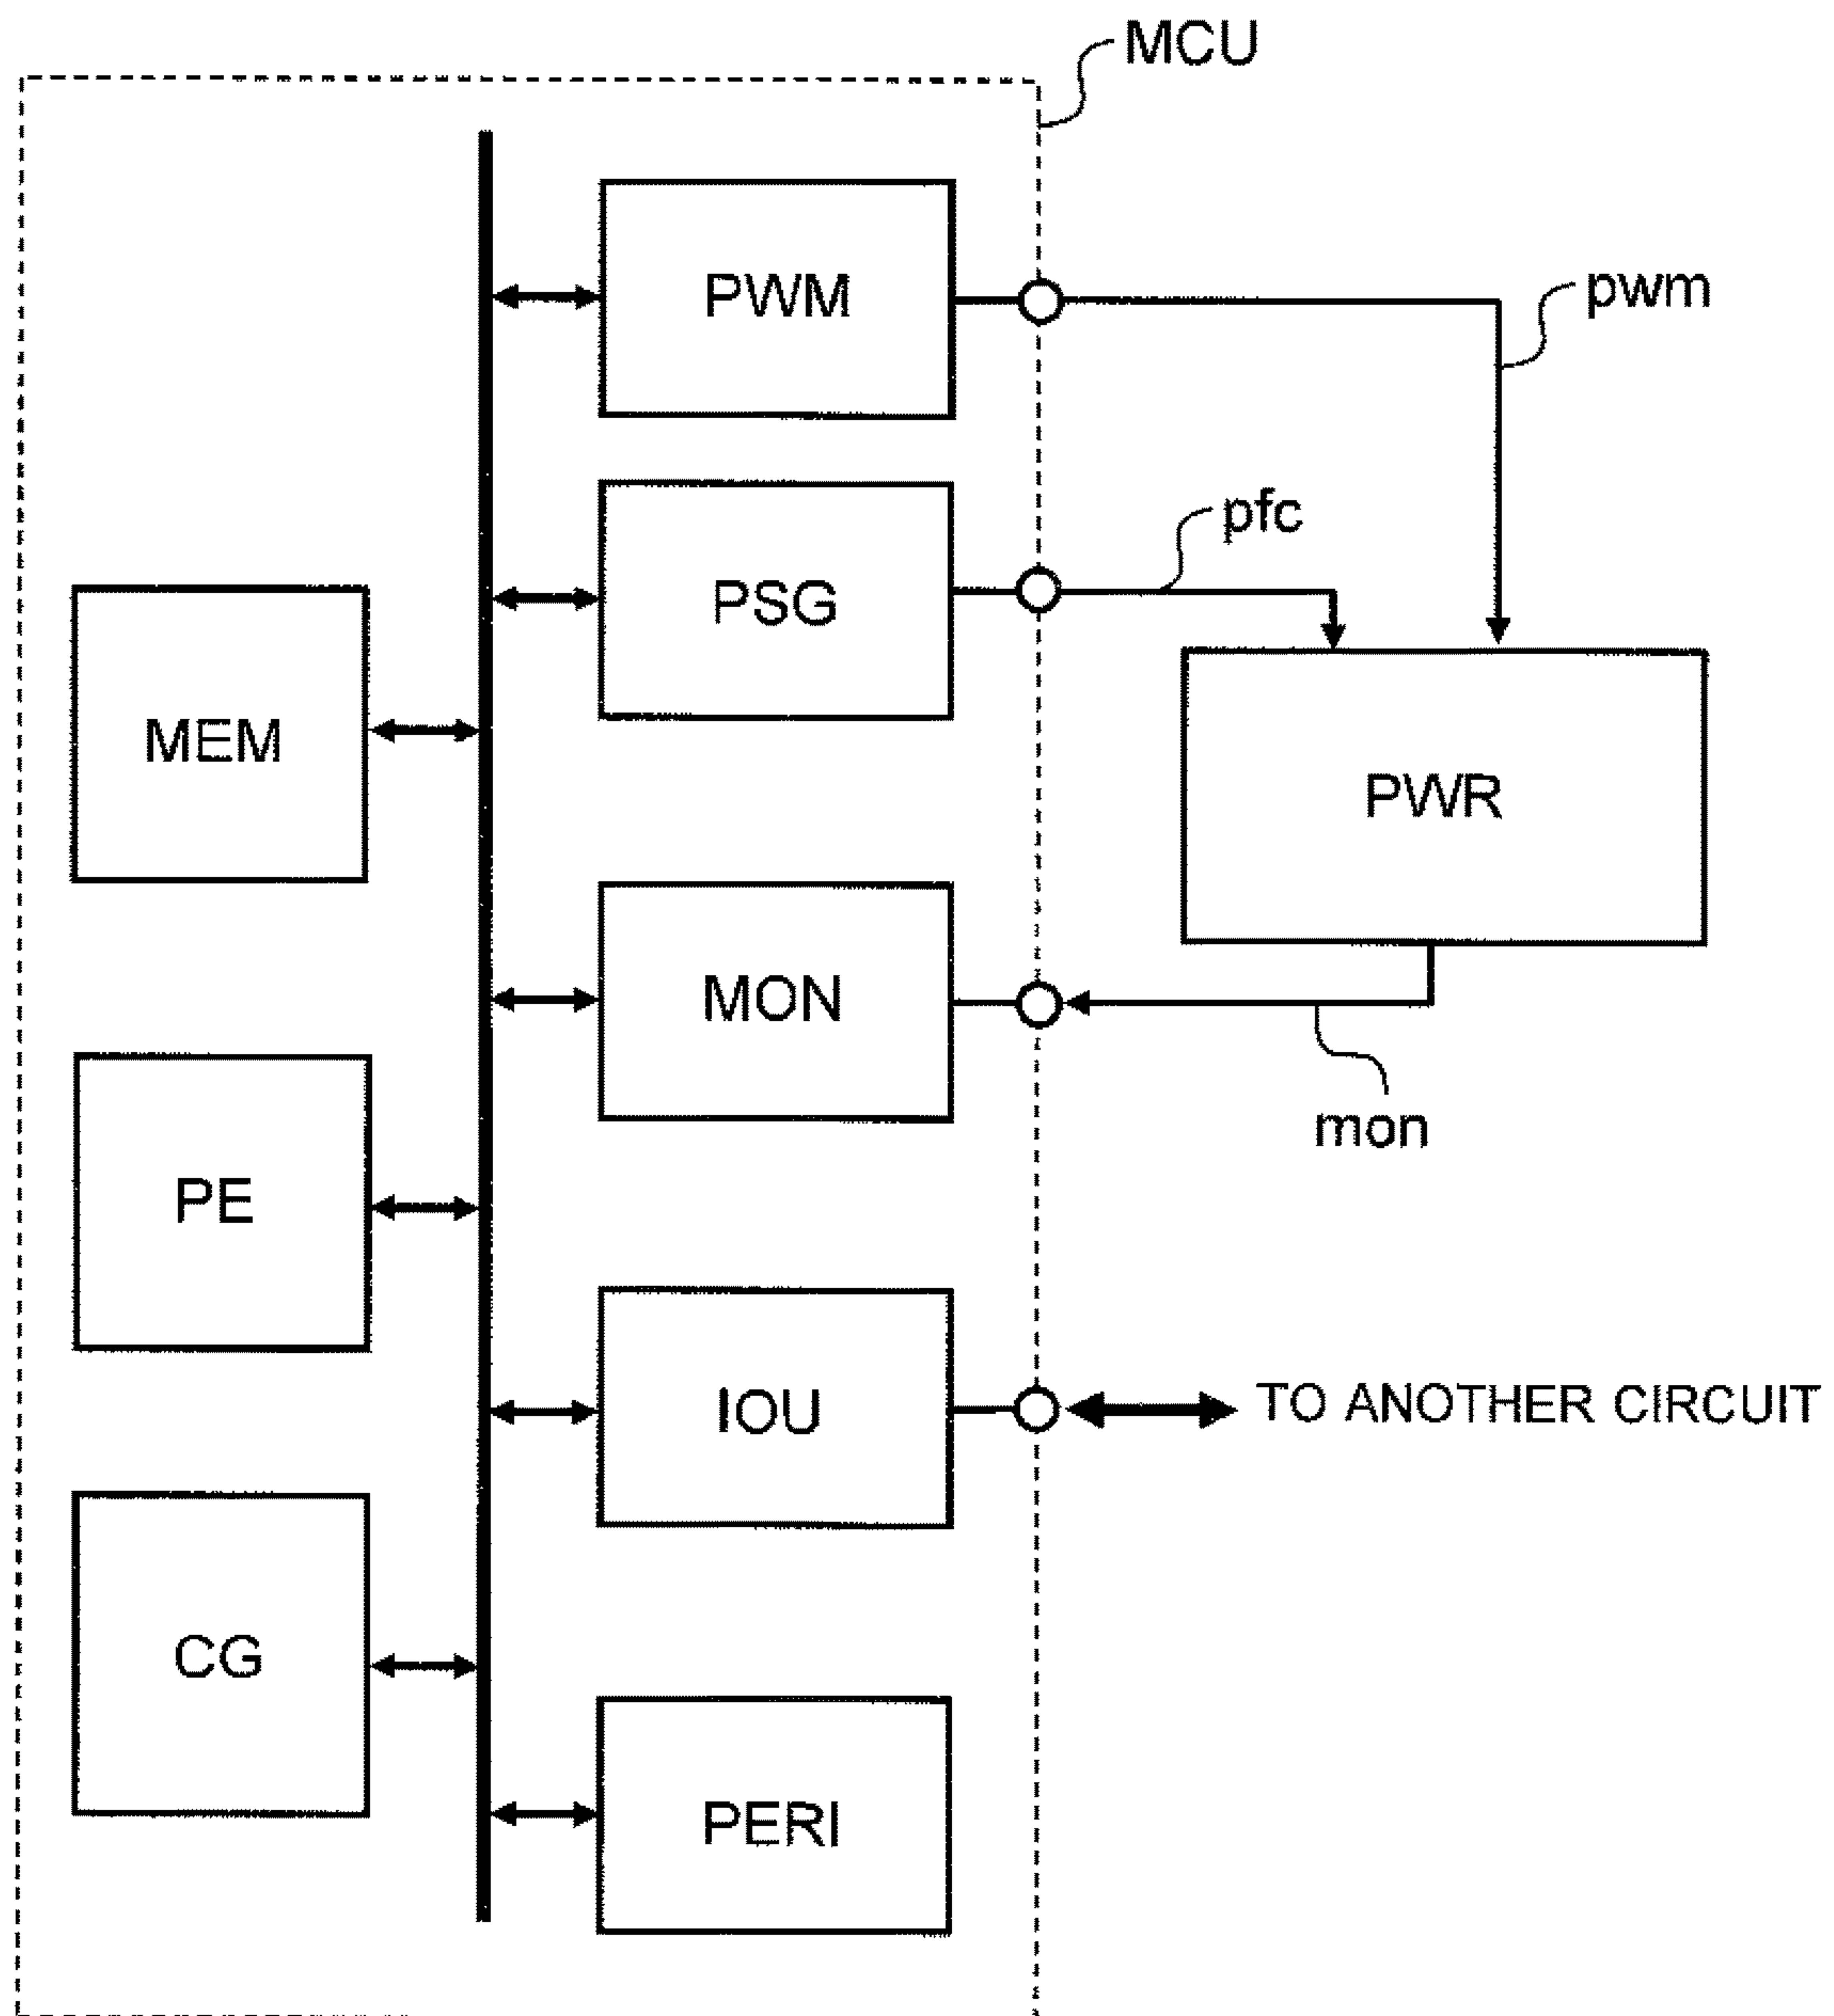 MCU
PWM
pwm
PSG
pfc
MEM
PWR
MON
mon
PE
IOU
TO ANOTHER CIRCUIT
CG
PERI